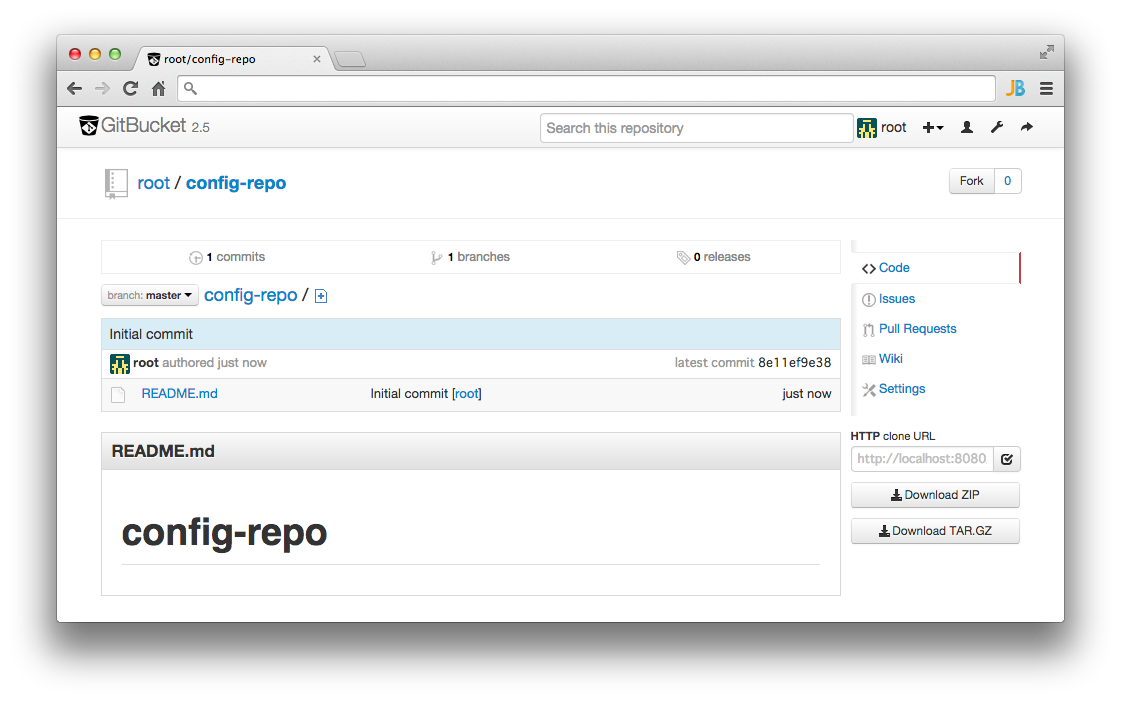 root/config-repo
JB
GitBucket 2.5
Search this repository
root
root / config-repo
Fork 0
1 commits 1 branches 0 releases
branch: master config-repo /
Initial commit
root authored just now latest commit 8e11ef9e38
README.md Initial commit [root] just now
README.md
config-repo
Code
Issues
Pull Requests
Wiki
Settings
HTTP clone URL
http://localhost:8080
Download ZIP
Download TAR.GZ